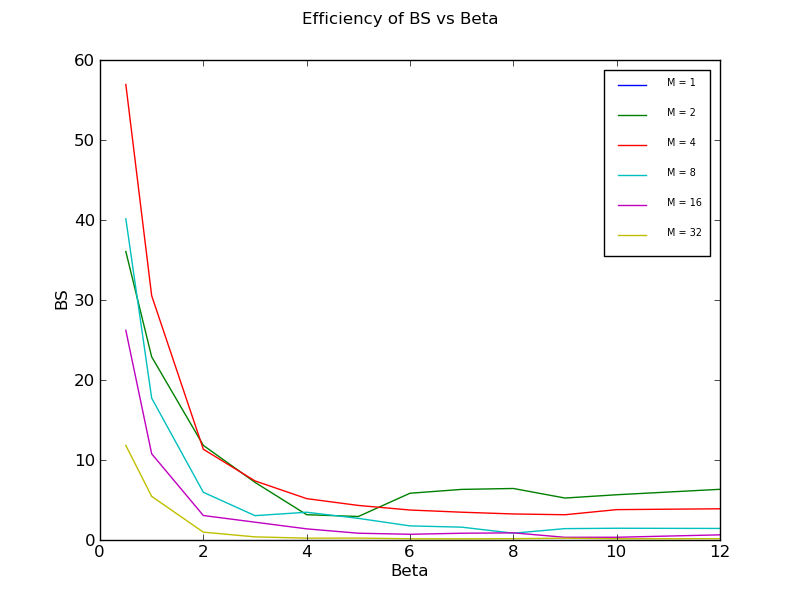 Efficiency of BS vs Beta
60
50
40
30
20
10
0
BS
M = 1
M = 2
M = 4
M = 8
M = 16
M = 32
0 2 4 6 8 10 12
Beta